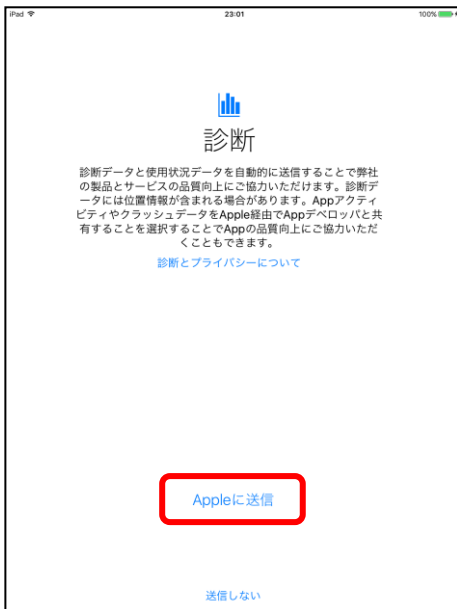 iPad 23:01 100%
診断
診断データと使用状況データを自動的に送信することで弊社
の製品とサービスの品質向上にご協力いただけます。診断デ
ータには位置情報が含まれる場合があります。Appアクティ
ビティやクラッシュデータをApple経由でAppデベロッパと共
有することを選択することでAppの品質向上にご協力いただ
くこともできます。
診断とプライバシーについて
Appleに送信
送信しない